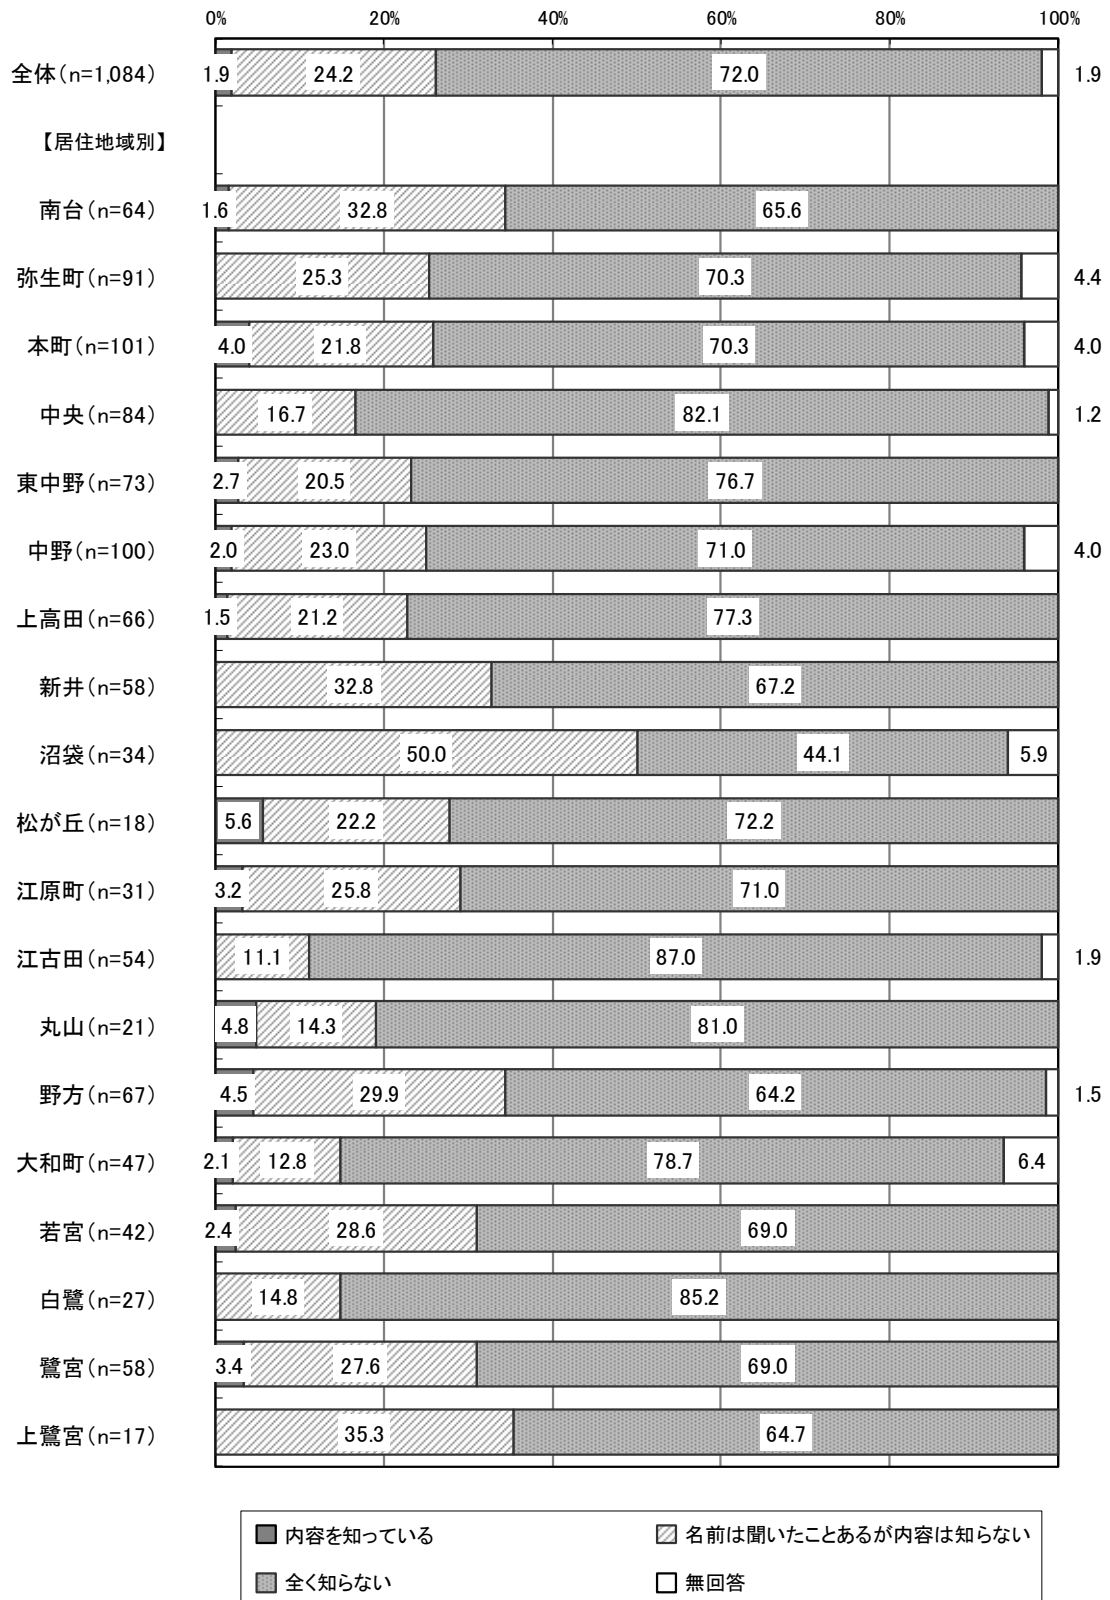 0% 20% 40% 60% 80% 100%
全体(n=1,084) 1.9 24.2 72.0 1.9
【居住地域別】
南台(n=64) 1.6 32.8 65.6
弥生町(n=91) 25.3 70.3 4.4
本町(n=101) 4.0 21.8 70.3 4.0
中央(n=84) 16.7 82.1 1.2
東中野(n=73) 2.7 20.5 76.7
中野(n=100) 2.0 23.0 71.0 4.0
上高田(n=66) 1.5 21.2 77.3
新井(n=58) 32.8 67.2
沼袋(n=34) 50.0 44.1 5.9
松が丘(n=18) 5.6 22.2 72.2
江原町(n=31) 3.2 25.8 71.0
江古田(n=54) 11.1 87.0 1.9
丸山(n=21) 4.8 14.3 81.0
野方(n=67) 4.5 29.9 64.2 1.5
大和町(n=47) 2.1 12.8 78.7 6.4
若宮(n=42) 2.4 28.6 69.0
白鷺(n=27) 14.8 85.2
鷺宮(n=58) 3.4 27.6 69.0
上鷺宮(n=17) 35.3 64.7
内容を知っている 名前は聞いたことあるが内容は知らない
全く知らない 無回答